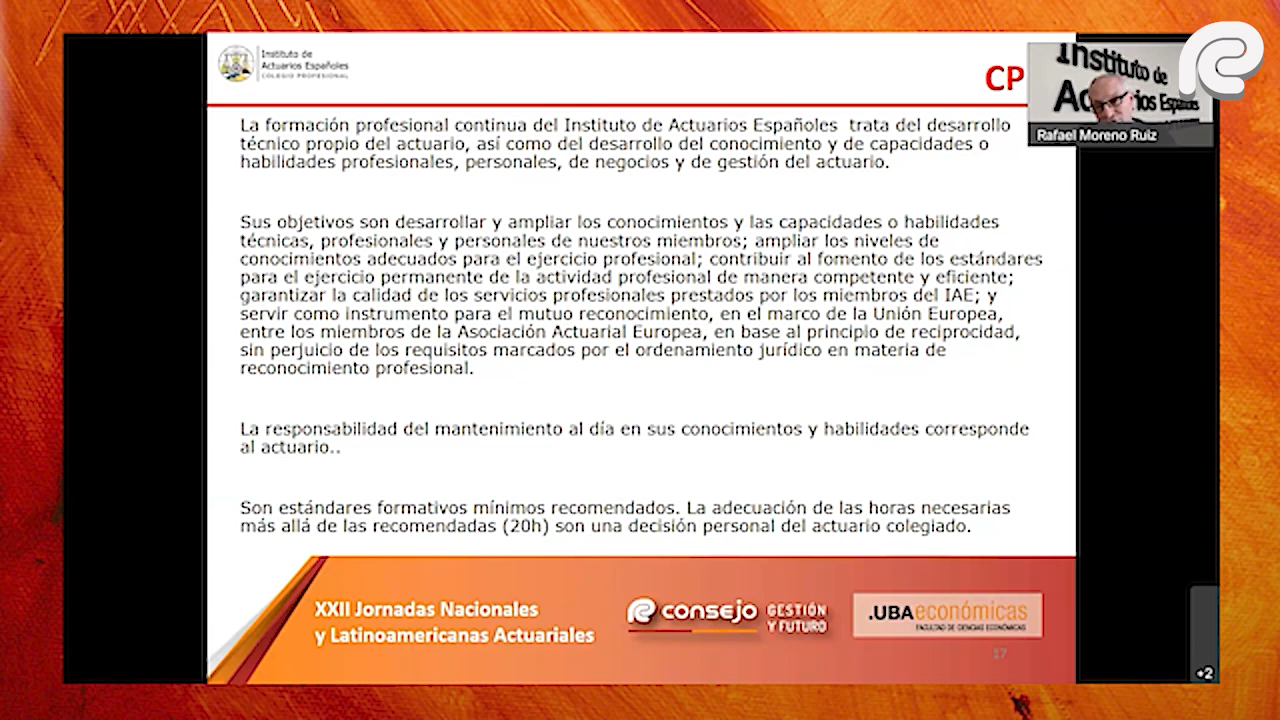 Instituto de
Actuarios Españoles
COLEGIO PROFESIONAL
CP
Instituto de
Rafael Moreno Ruiz
La formación profesional continua del Instituto de Actuarios Españoles trata del desarrollo
técnico propio del actuario, así como del desarrollo del conocimiento y de capacidades o
habilidades profesionales, personales, de negocios y de gestión del actuario.
Sus objetivos son desarrollar y ampliar los conocimientos y las capacidades o habilidades
técnicas, profesionales y personales de nuestros miembros; ampliar los niveles de
conocimientos adecuados para el ejercicio profesional; contribuir al fomento de los estándares
para el ejercicio permanente de la actividad profesional de manera competente y eficiente;
garantizar la calidad de los servicios profesionales prestados por los miembros del IAE; y
servir como instrumento para el mutuo reconocimiento, en el marco de la Unión Europea,
entre los miembros de la Asociación Actuarial Europea, en base al principio de reciprocidad,
sin perjuicio de los requisitos marcados por el ordenamiento jurídico en materia de
reconocimiento profesional.
La responsabilidad del mantenimiento al día en sus conocimientos y habilidades corresponde
al actuario..
Son estándares formativos mínimos recomendados. La adecuación de las horas necesarias
más allá de las recomendadas (20h) son una decisión personal del actuario colegiado.
XXII Jornadas Nacionales
y Latinoamericanas Actuariales
consejo
GESTIÓN
Y FUTURO
.UBAeconómicas
FACULTAD DE CIENCIAS ECONÓMICAS
17
+2